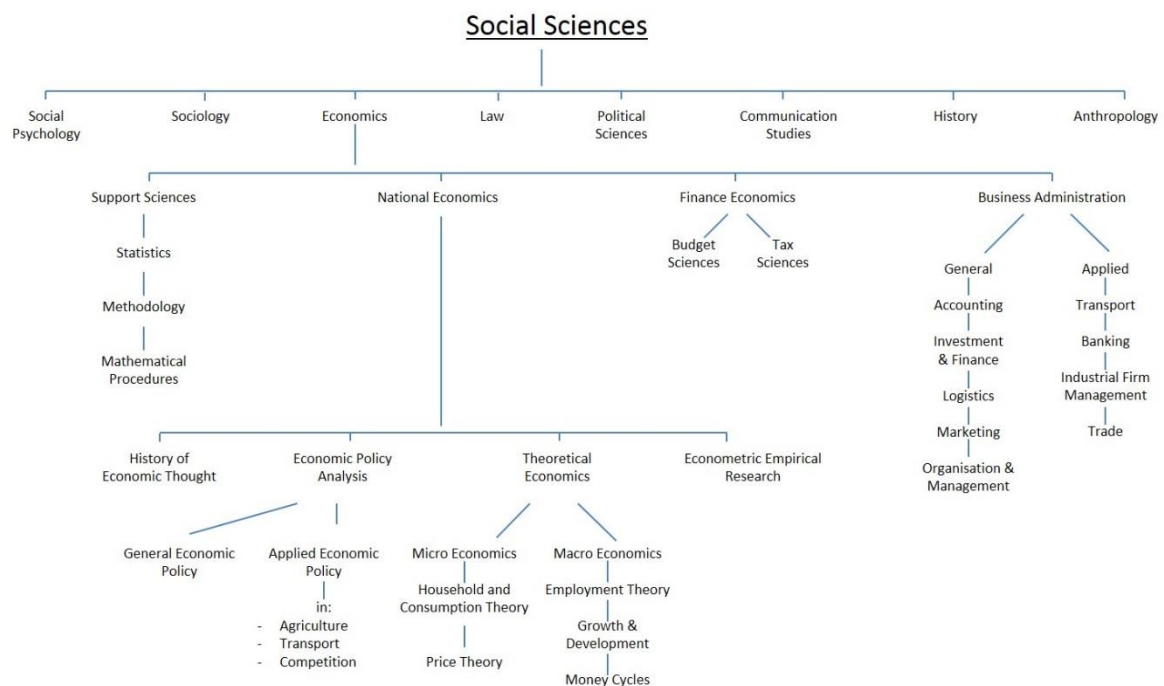 Social Sciences
Social
Psychology
Sociology
Economics
Law
Political
Sciences
Communication
Studies
History
Anthropology
Support Sciences
National Economics
Finance Economics
Business Administration
Statistics
Methodology
Mathematical
Procedures
Budget
Sciences
Tax
Sciences
General
Accounting
Investment
& Finance
Logistics
Marketing
Organisation &
Management
Applied
Transport
Banking
Industrial Firm
Management
Trade
History of
Economic Thought
Economic Policy
Analysis
Theoretical
Economics
Econometric Empirical
Research
General Economic
Policy
Applied Economic
Policy
in:
- Agriculture
- Transport
- Competition
Micro Economics
Household and
Consumption Theory
Price Theory
Macro Economics
Employment Theory
Growth &
Development
Money Cycles